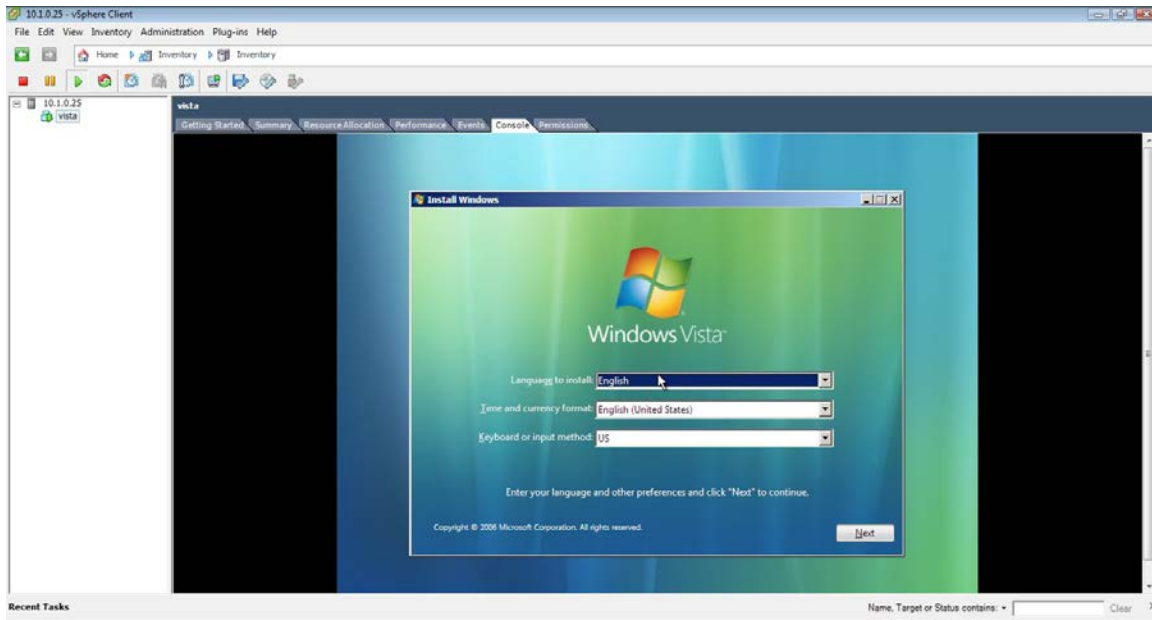 10.1.0.25 - vSphere Client
File Edit View Inventory Administration Plug-ins Help
Home Inventory Inventory
10.1.0.25
vista
vista
Getting Started Summary Resource Allocation Performance Events Console Permissions
Install Windows
Windows Vista
Language to install: English
Time and currency format: English (United States)
Keyboard or input method: US
Enter your language and other preferences and click "Next" to continue.
Copyright © 2006 Microsoft Corporation. All rights reserved.
Next
Recent Tasks
Name, Target or Status contains:
Clear